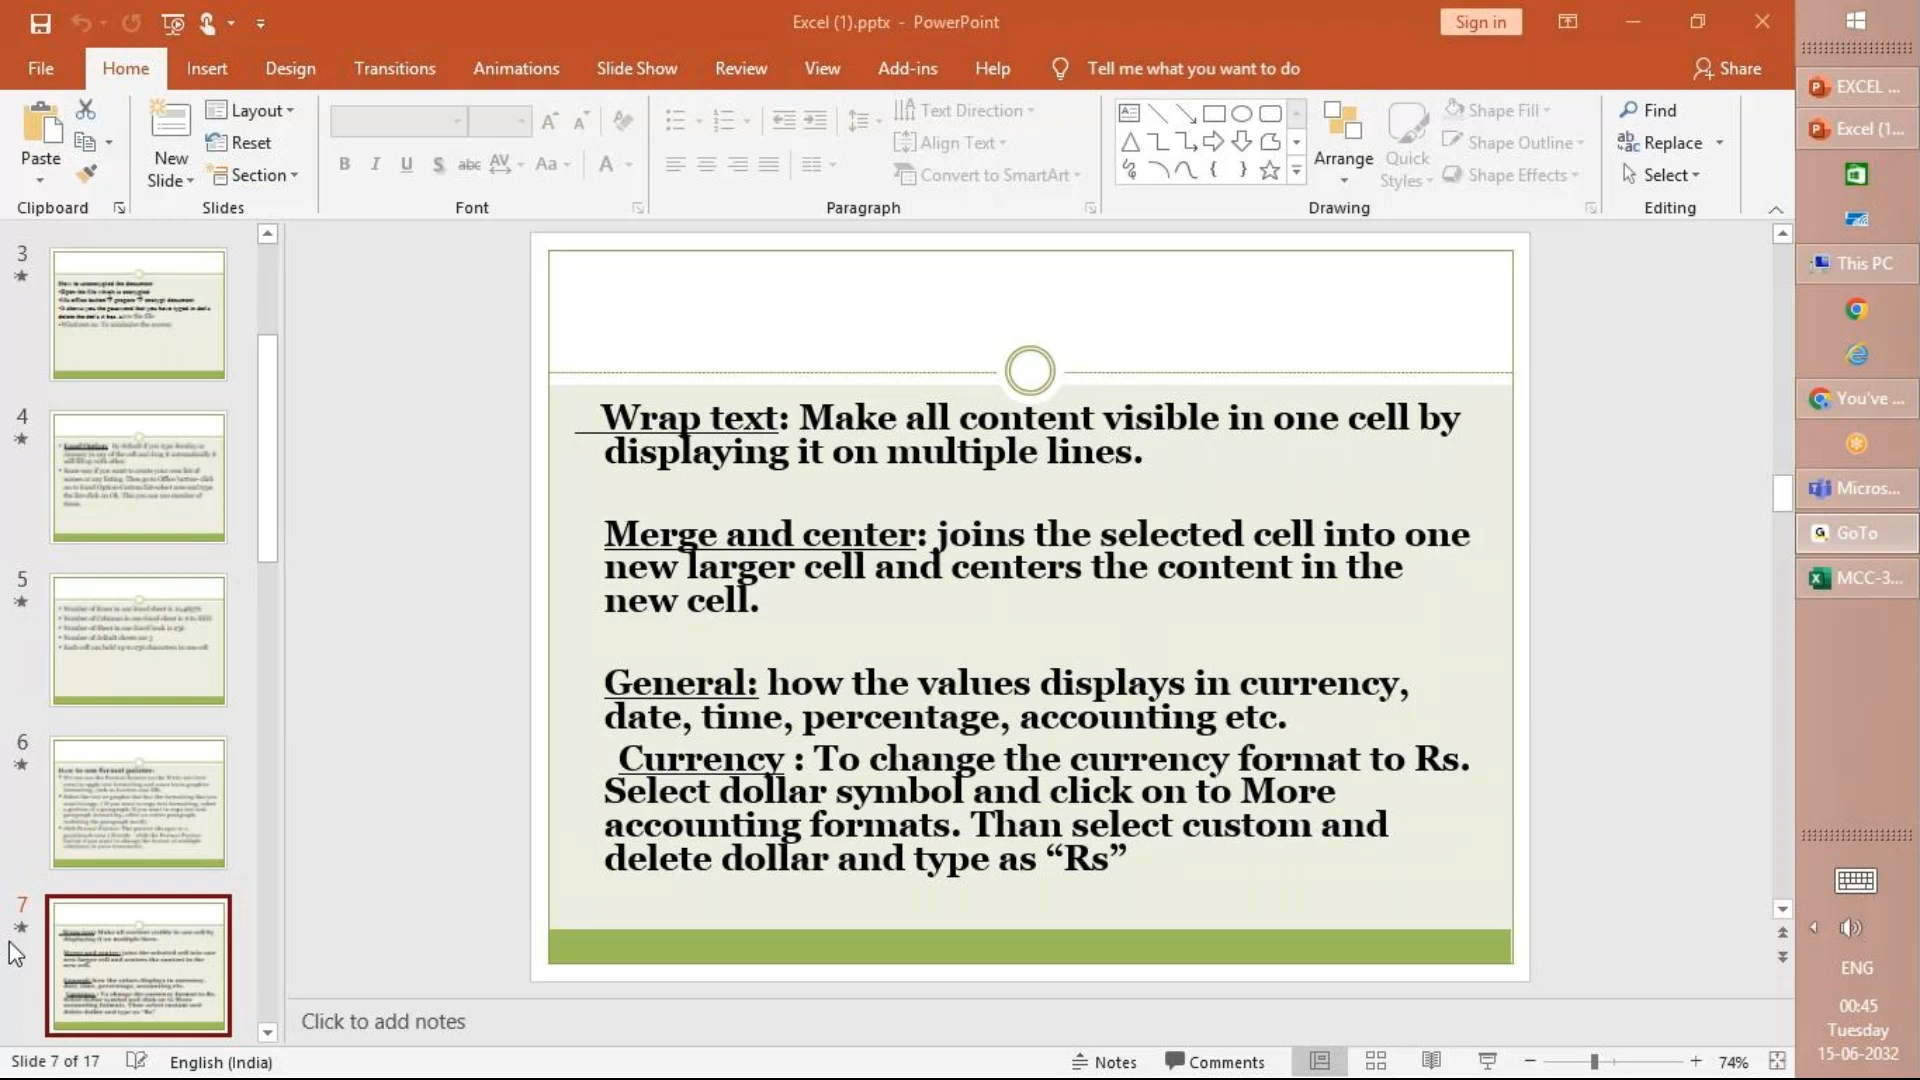 Excel (1).pptx - PowerPoint
Sign in
File Home Insert Design Transitions Animations Slide Show Review View Add-ins Help Tell me what you want to do Share
Paste
Clipboard
New Slide
Layout
Reset
Section
Slides
B I U S abc AV Aa A
Font
Text Direction
Align Text
Convert to SmartArt
Paragraph
Arrange
Quick Styles
Shape Fill
Shape Outline
Shape Effects
Drawing
Find
Replace
Select
Editing
3
4
5
6
7
Wrap text: Make all content visible in one cell by
displaying it on multiple lines.
Merge and center: joins the selected cell into one
new larger cell and centers the content in the
new cell.
General: how the values displays in currency,
date, time, percentage, accounting etc.
Currency : To change the currency format to Rs.
Select dollar symbol and click on to More
accounting formats. Than select custom and
delete dollar and type as “Rs”
Click to add notes
Slide 7 of 17 English (India) Notes Comments 74%
EXCEL ...
Excel (1...
This PC
You've ...
Micros...
GoTo
MCC-3...
ENG
00:45
Tuesday
15-06-2032